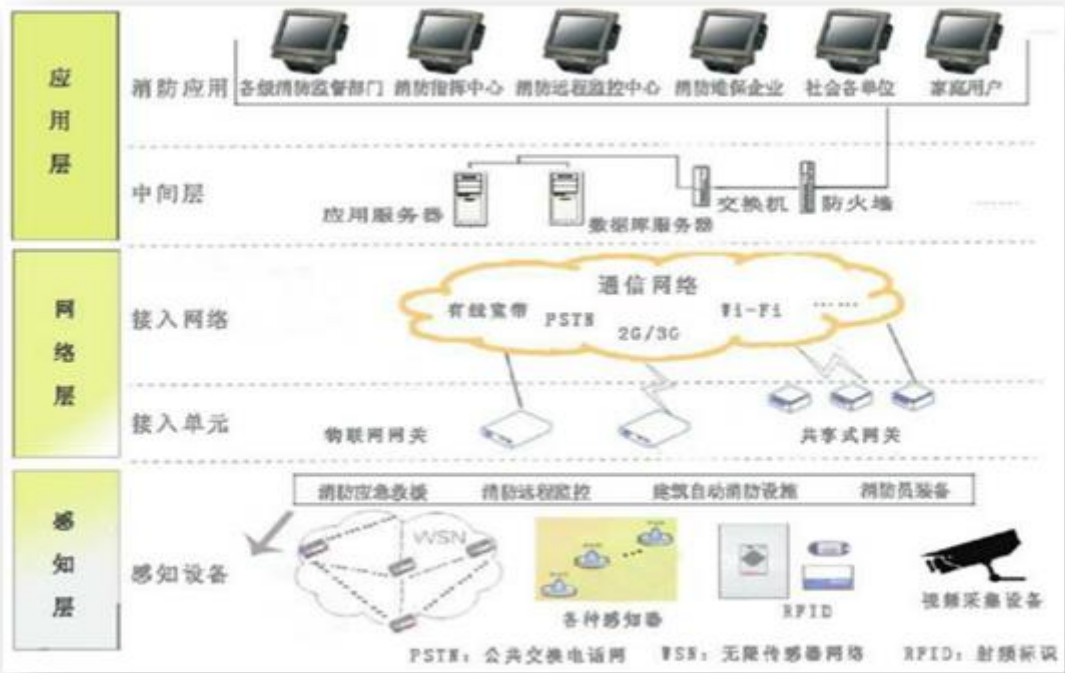 应用层
消防应用
各级消防监督部门 消防指挥中心 消防远程监控中心 消防维保企业 社会各单位 家庭用户
中间层
应用服务器 数据库服务器 交换机 防火墙
网络层
接入网络
通信网络
有线宽带 PSTN 2G/3G Wi-Fi ……
接入单元
物联网网关 共享式网关
感知层
消防应急救援 消防远程监控 建筑自动消防设施 消防员装备
感知设备
WSN
各种感知器 RFID 视频采集设备
PSTN：公共交换电话网 WSN：无限传感器网络 RFID：射频标识